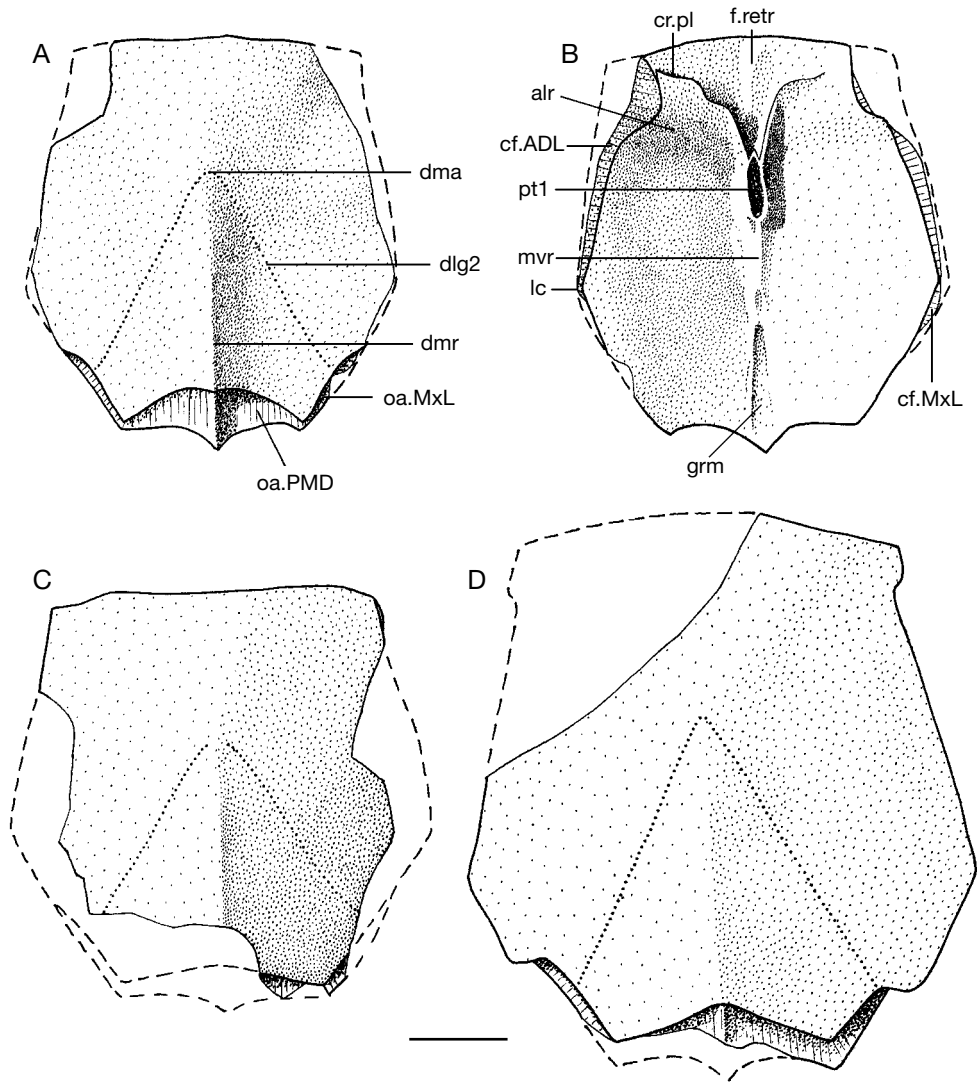 A
dma
dlg2
dmr
oa.MxL
oa.PMD
B
cr.pl
f.retr
alr
cf.ADL
pt1
mvr
lc
cf.MxL
grm
C
D